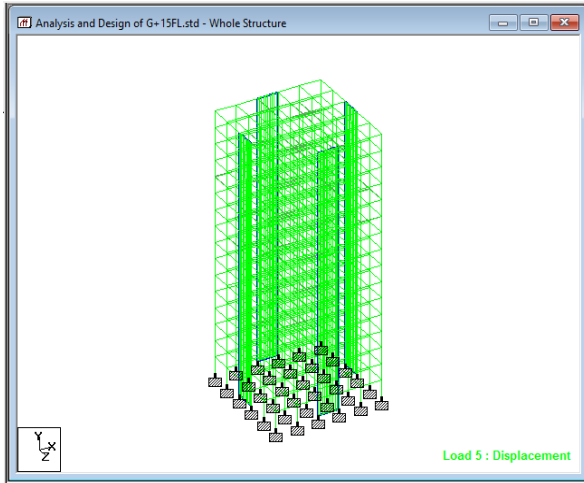 Analysis and Design of G+15FL.std - Whole Structure
Y
X
Z
Load 5 : Displacement